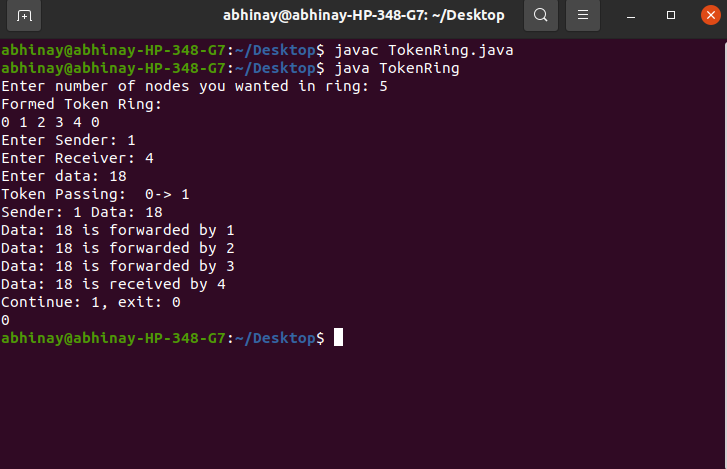 abhinay@abhinay-HP-348-G7: ~/Desktop
abhinay@abhinay-HP-348-G7:~/Desktop$ javac TokenRing.java
abhinay@abhinay-HP-348-G7:~/Desktop$ java TokenRing
Enter number of nodes you wanted in ring: 5
Formed Token Ring:
0 1 2 3 4 0
Enter Sender: 1
Enter Receiver: 4
Enter data: 18
Token Passing:  0-> 1
Sender: 1 Data: 18
Data: 18 is forwarded by 1
Data: 18 is forwarded by 2
Data: 18 is forwarded by 3
Data: 18 is received by 4
Continue: 1, exit: 0
0
abhinay@abhinay-HP-348-G7:~/Desktop$